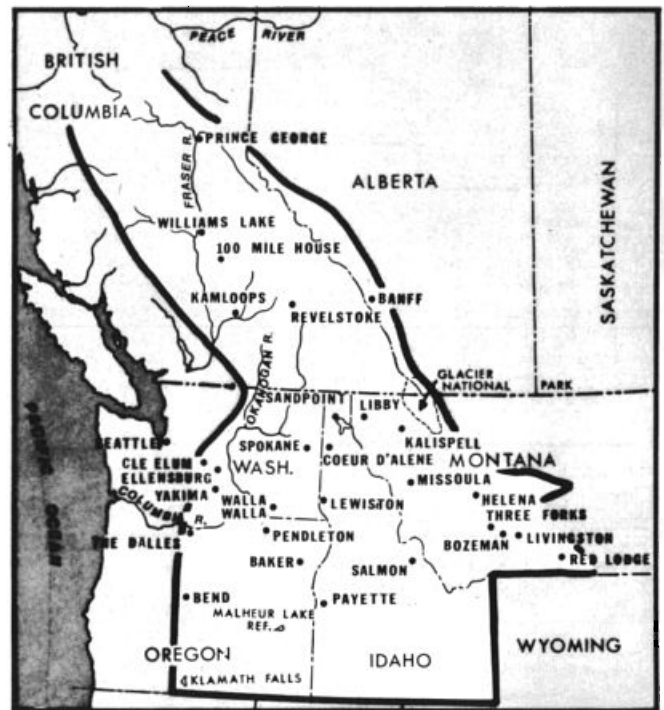 PEACE RIVER
BRITISH
COLUMBIA
PRINCE GEORGE
FRASER R.
ALBERTA
SASKATCHEWAN
WILLIAMS LAKE
100 MILE HOUSE
KAMLOOPS
BANFF
REVELSTOKE
OKANOGAN R.
GLACIER
NATIONAL PARK
SANDPOINT
LIBBY
PACIFIC OCEAN
SEATTLE
SPOKANE
KALISPELL
CLE ELUM
WASH.
COEUR D'ALENE
MONTANA
ELLENSBURG
MISSOULA
YAKIMA
WALLA
WALLA
LEWISTON
HELENA
COLUMBIA R.
THREE FORKS
THE DALLES
PENDLETON
BOZEMAN
LIVINGSTON
BAKER
SALMON
RED LODGE
BEND
PAYETTE
MALHEUR LAKE
REF.
OREGON
IDAHO
WYOMING
KLAMATH FALLS